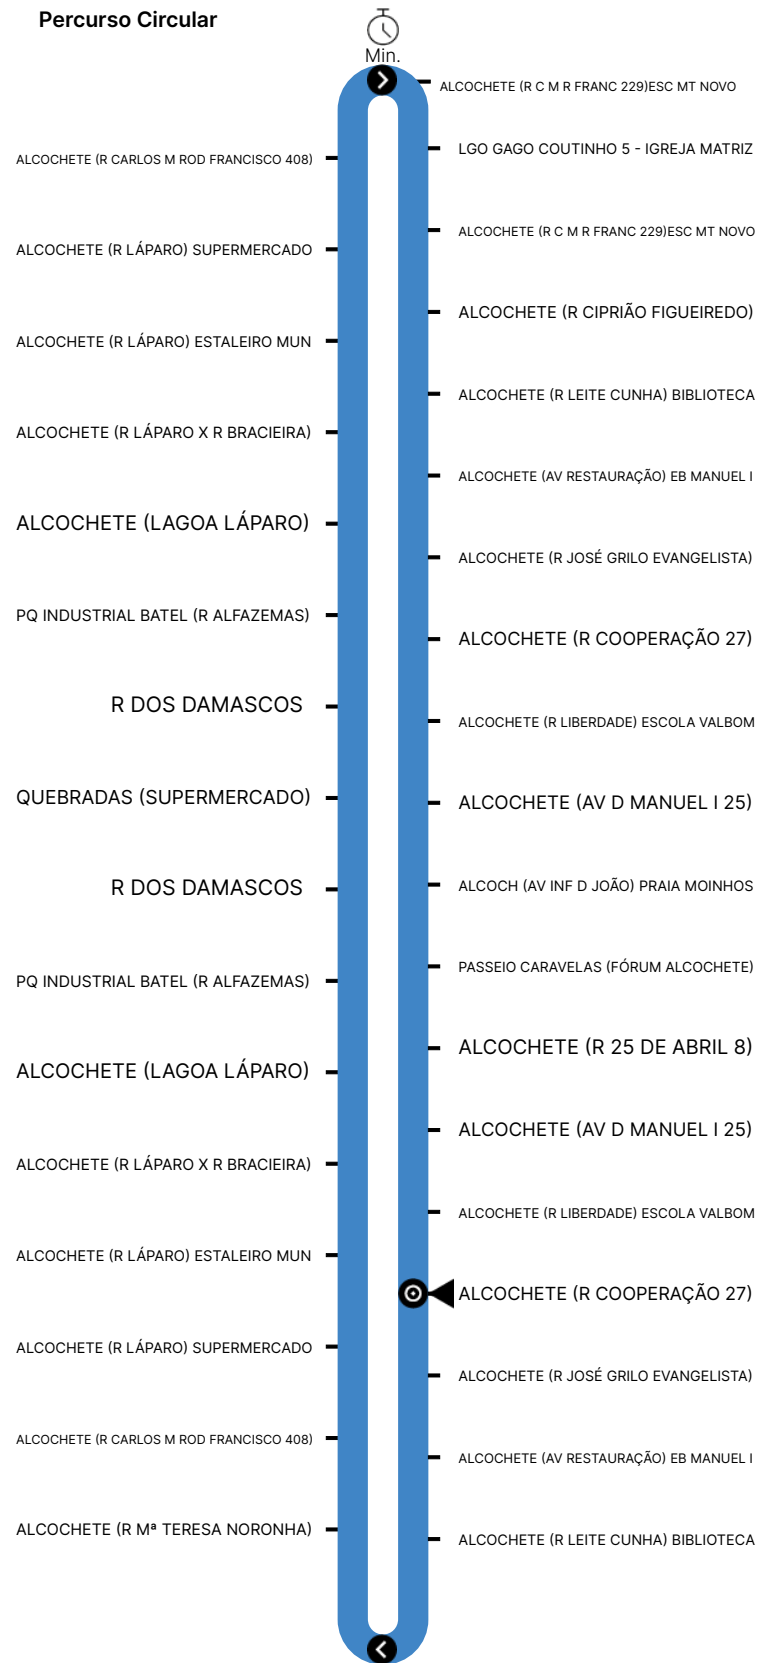 Percurso Circular
Min.
ALCOCHETE (R C M R FRANC 229)ESC MT NOVO
LGO GAGO COUTINHO 5 - IGREJA MATRIZ
ALCOCHETE (R C M R FRANC 229)ESC MT NOVO
ALCOCHETE (R CIPRIÃO FIGUEIREDO)
ALCOCHETE (R LEITE CUNHA) BIBLIOTECA
ALCOCHETE (AV RESTAURAÇÃO) EB MANUEL I
ALCOCHETE (R JOSÉ GRILO EVANGELISTA)
ALCOCHETE (R COOPERAÇÃO 27)
ALCOCHETE (R LIBERDADE) ESCOLA VALBOM
ALCOCHETE (AV D MANUEL I 25)
ALCOCH (AV INF D JOÃO) PRAIA MOINHOS
PASSEIO CARAVELAS (FÓRUM ALCOCHETE)
ALCOCHETE (R 25 DE ABRIL 8)
ALCOCHETE (AV D MANUEL I 25)
ALCOCHETE (R LIBERDADE) ESCOLA VALBOM
ALCOCHETE (R COOPERAÇÃO 27)
ALCOCHETE (R JOSÉ GRILO EVANGELISTA)
ALCOCHETE (AV RESTAURAÇÃO) EB MANUEL I
ALCOCHETE (R LEITE CUNHA) BIBLIOTECA
ALCOCHETE (R CARLOS M ROD FRANCISCO 408)
ALCOCHETE (R LÁPARO) SUPERMERCADO
ALCOCHETE (R LÁPARO) ESTALEIRO MUN
ALCOCHETE (R LÁPARO X R BRACIEIRA)
ALCOCHETE (LAGOA LÁPARO)
PQ INDUSTRIAL BATEL (R ALFAZEMAS)
R DOS DAMASCOS
QUEBRADAS (SUPERMERCADO)
R DOS DAMASCOS
PQ INDUSTRIAL BATEL (R ALFAZEMAS)
ALCOCHETE (LAGOA LÁPARO)
ALCOCHETE (R LÁPARO X R BRACIEIRA)
ALCOCHETE (R LÁPARO) ESTALEIRO MUN
ALCOCHETE (R LÁPARO) SUPERMERCADO
ALCOCHETE (R CARLOS M ROD FRANCISCO 408)
ALCOCHETE (R Mª TERESA NORONHA)